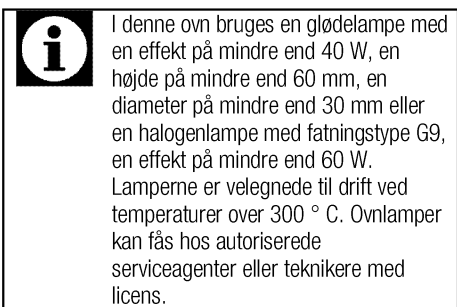 I denne ovn bruges en glødelampe med
en effekt på mindre end 40 W, en
højde på mindre end 60 mm, en
diameter på mindre end 30 mm eller
en halogenlampe med fatningstype G9,
en effekt på mindre end 60 W.
Lamperne er velegnede til drift ved
temperaturer over 300 ° C. Ovnlamper
kan fås hos autoriserede
serviceagenter eller teknikere med
licens.